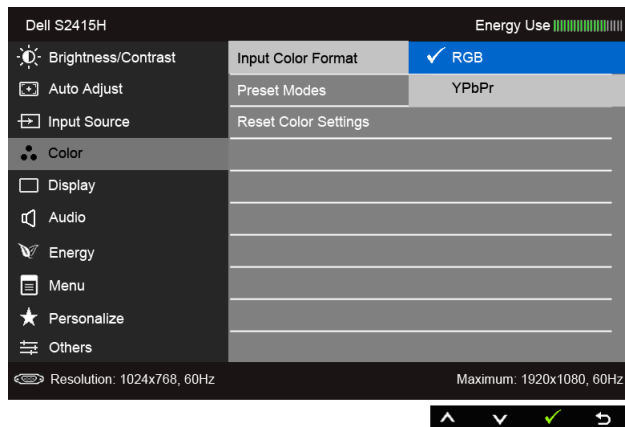 Dell S2415H Energy Use
Brightness/Contrast Input Color Format RGB
Auto Adjust Preset Modes YPbPr
Input Source Reset Color Settings
Color
Display
Audio
Energy
Menu
Personalize
Others
Resolution: 1024x768, 60Hz Maximum: 1920x1080, 60Hz